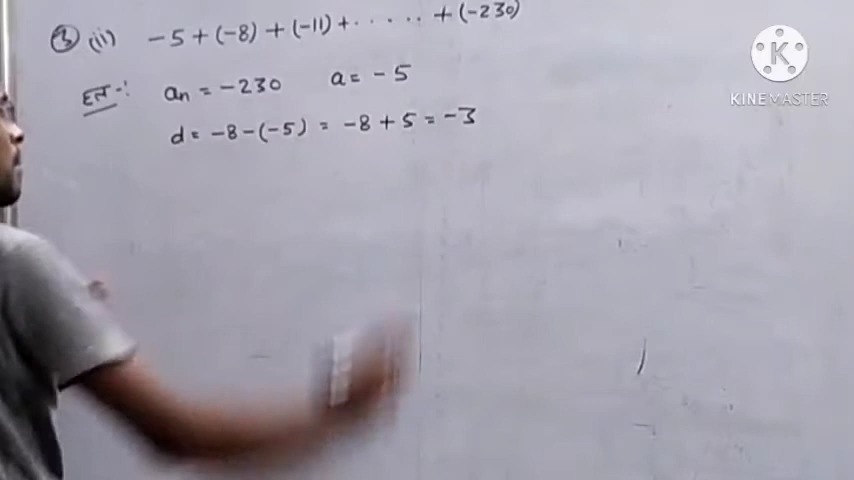 ③ (ii) -5 + (-8) + (-11) + ...... + (-230)
हल -: an = -230 a = -5
d = -8 - (-5) = -8 + 5 = -3
KINEMASTER